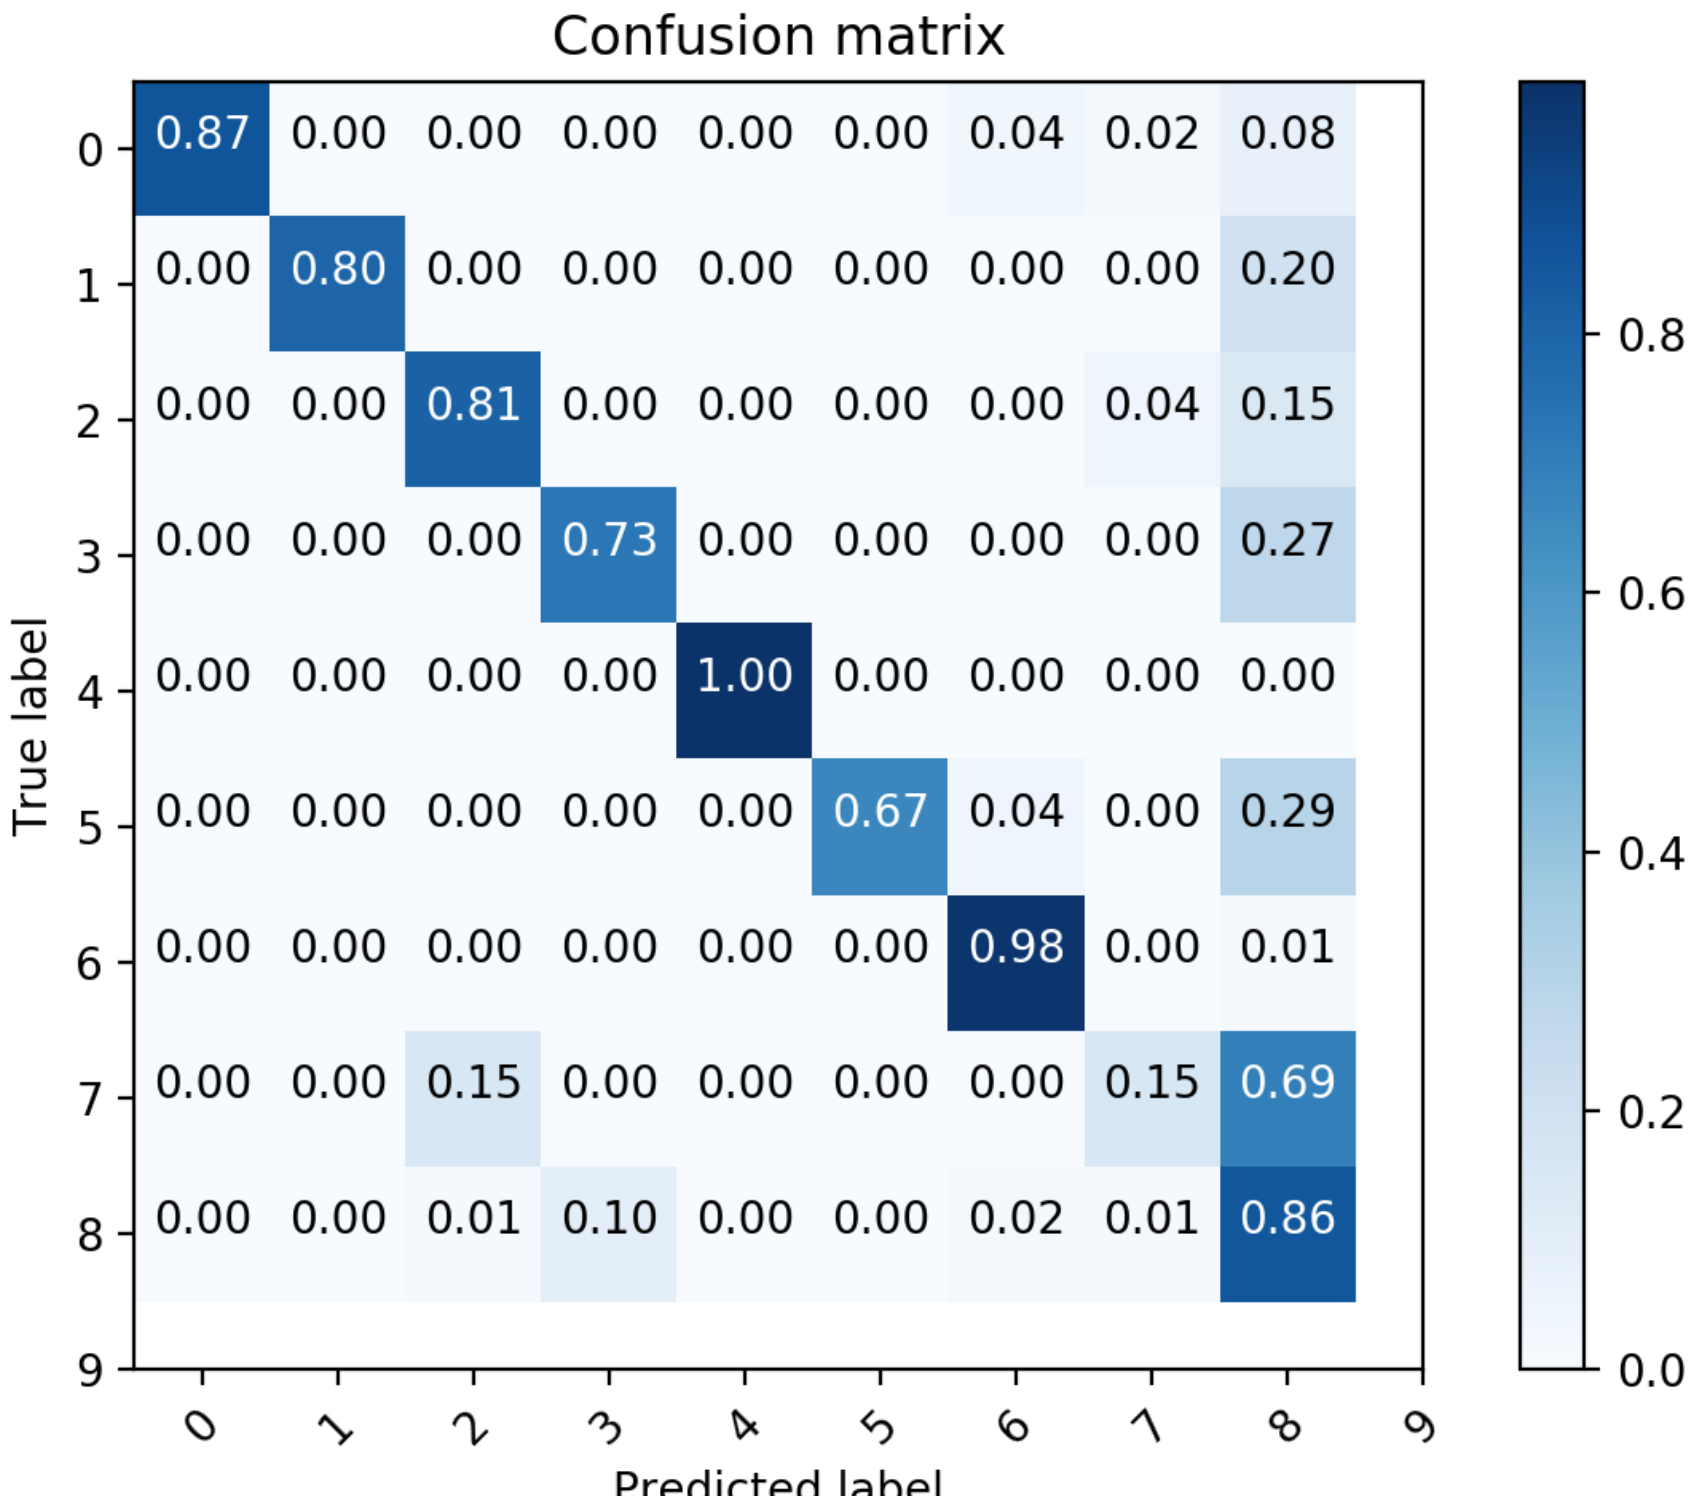 Confusion matrix
0 0.87 0.00 0.00 0.00 0.00 0.00 0.04 0.02 0.08
1 0.00 0.80 0.00 0.00 0.00 0.00 0.00 0.00 0.20
2 0.00 0.00 0.81 0.00 0.00 0.00 0.00 0.04 0.15
3 0.00 0.00 0.00 0.73 0.00 0.00 0.00 0.00 0.27
4 0.00 0.00 0.00 0.00 1.00 0.00 0.00 0.00 0.00
5 0.00 0.00 0.00 0.00 0.00 0.67 0.04 0.00 0.29
6 0.00 0.00 0.00 0.00 0.00 0.00 0.98 0.00 0.01
7 0.00 0.00 0.15 0.00 0.00 0.00 0.00 0.15 0.69
8 0.00 0.00 0.01 0.10 0.00 0.00 0.02 0.01 0.86
9
0 1 2 3 4 5 6 7 8 9
True label
Predicted label
0.8
0.6
0.4
0.2
0.0